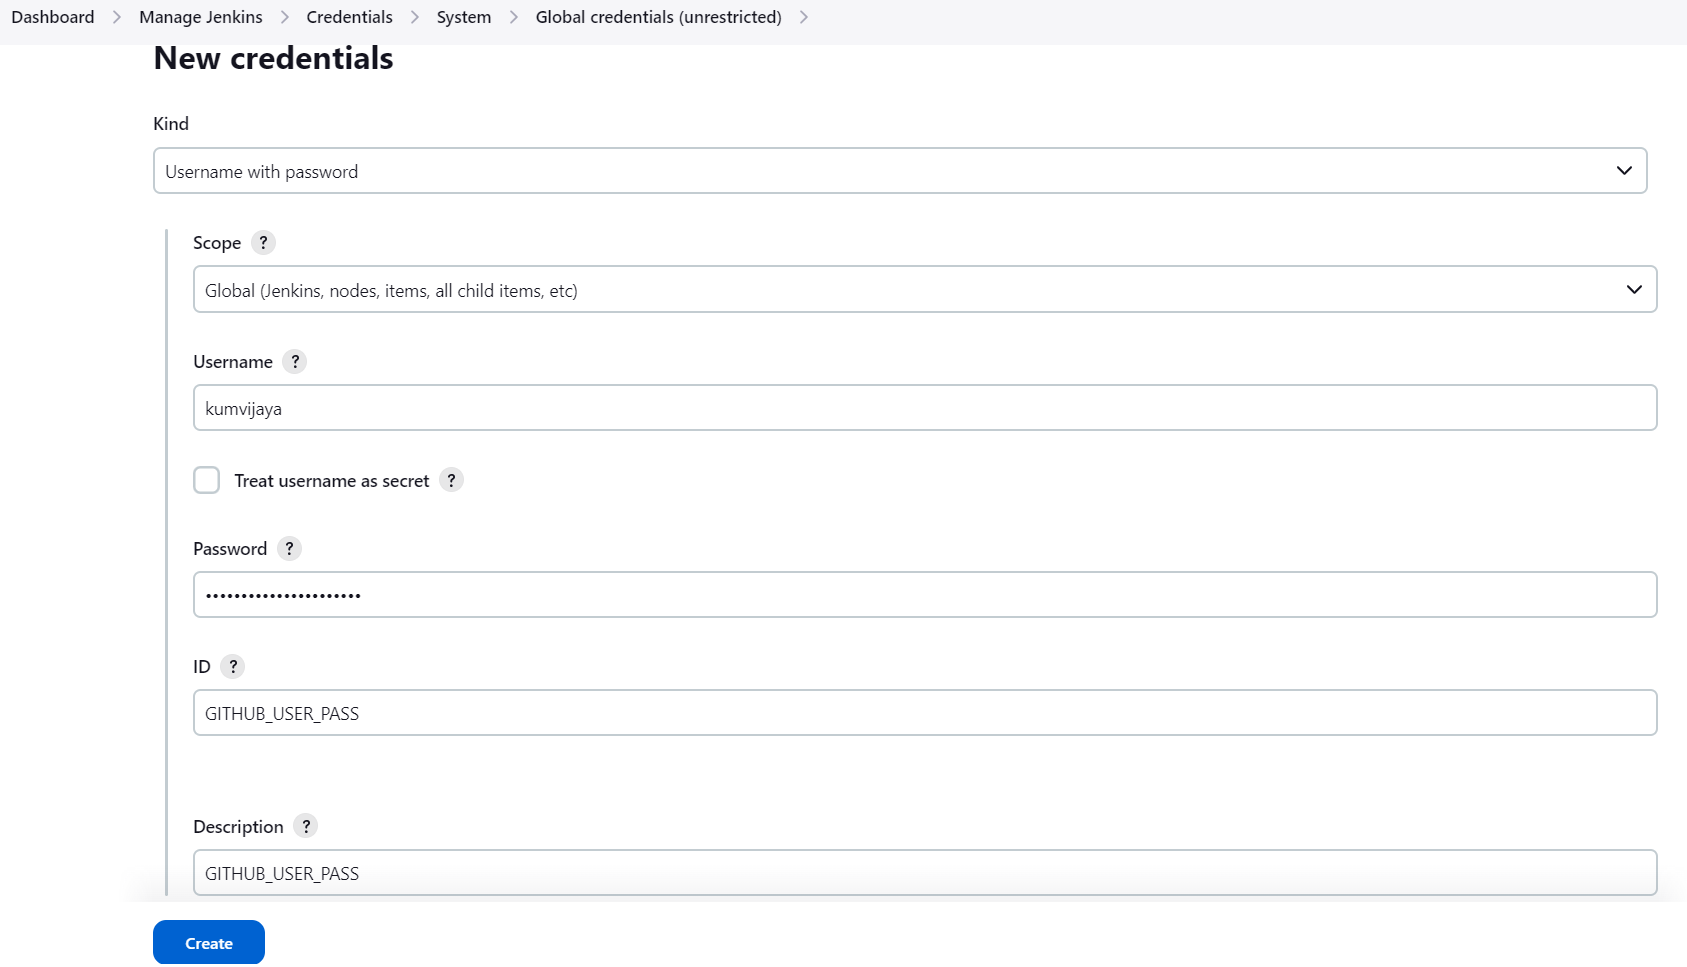 Dashboard > Manage Jenkins > Credentials > System > Global credentials (unrestricted) >
New credentials
Kind
Username with password
Scope ?
Global (Jenkins, nodes, items, all child items, etc)
Username ?
kumvijaya
Treat username as secret ?
Password ?
••••••••••••••••••••••
ID ?
GITHUB_USER_PASS
Description ?
GITHUB_USER_PASS
Create